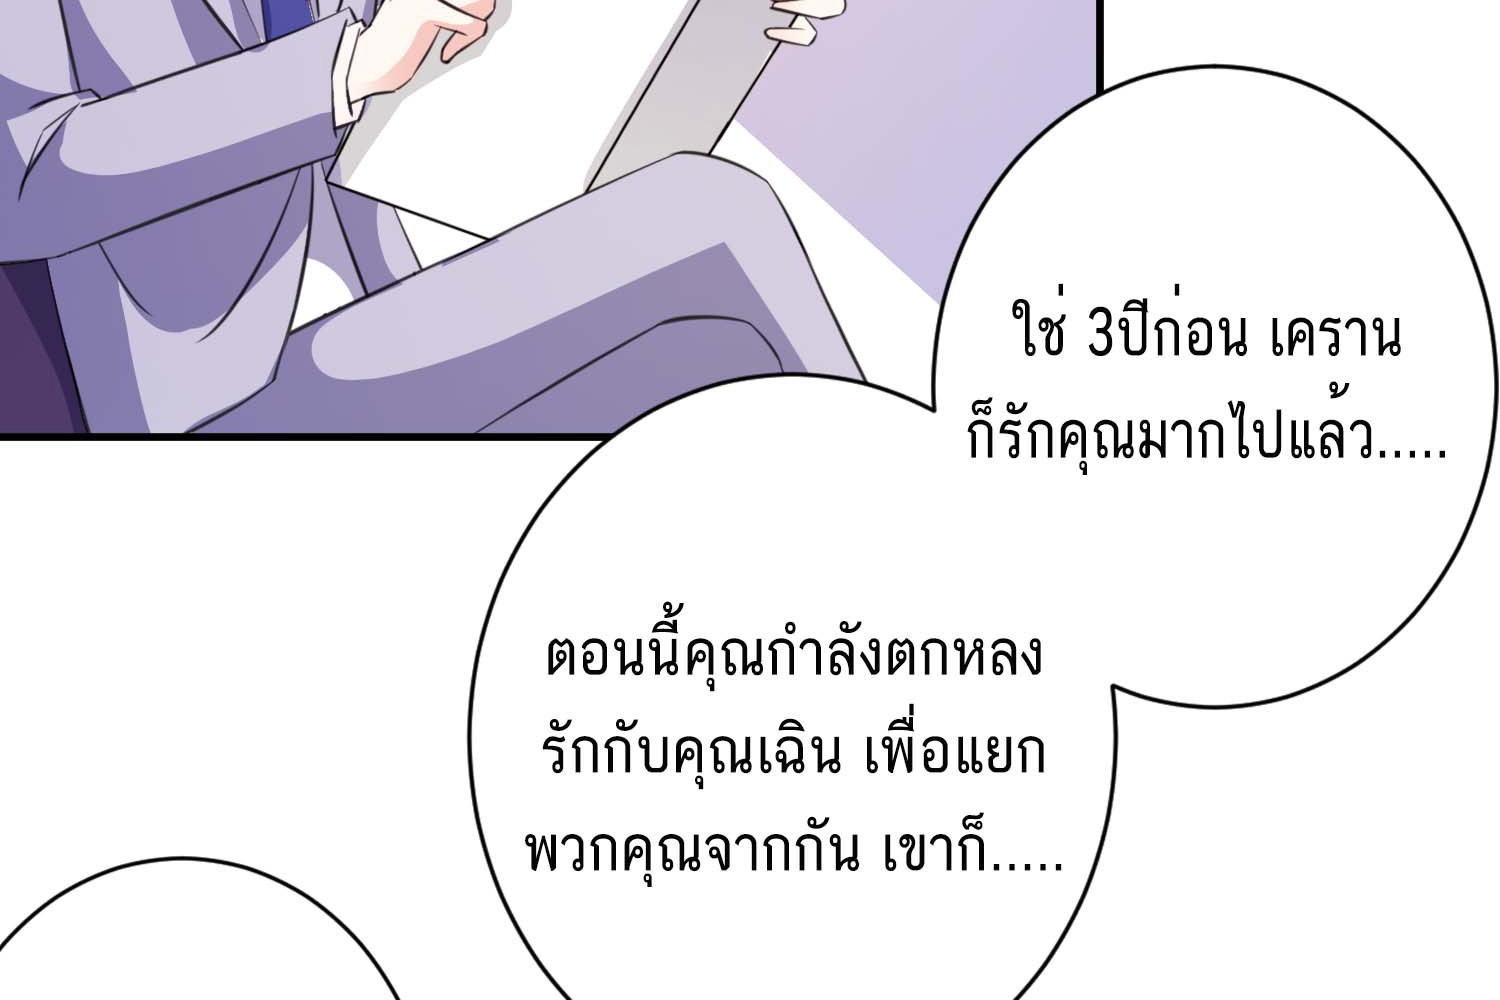 ใช่ 3ปีก่อน เคราน
ก็รักคุณมากไปแล้ว.....
ตอนนี้คุณกำลังตกหลง
รักกับคุณเฉิน เพื่อแยก
พวกคุณจากกัน เขาก็.....